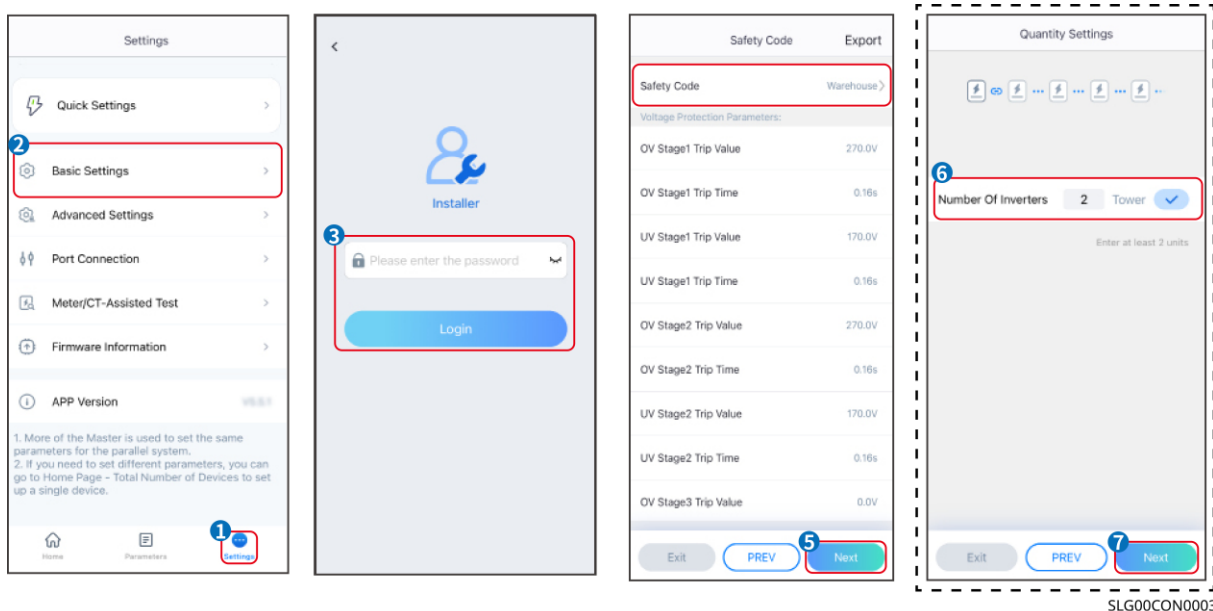 Settings
Quick Settings
2
Basic Settings
Advanced Settings
Port Connection
Meter/CT-Assisted Test
Firmware Information
APP Version
1. More of the Master is used to set the same
parameters for the parallel system.
2. If you need to set different parameters, you can
go to Home Page - Total Number of Devices to set
up a single device.
1
Home
Parameters
Settings
Installer
3
Please enter the password
Login
Safety Code Export
Safety Code Warehouse
Voltage Protection Parameters:
OV Stage1 Trip Value 270.0V
OV Stage1 Trip Time 0.16s
UV Stage1 Trip Value 170.0V
UV Stage1 Trip Time 0.16s
OV Stage2 Trip Value 270.0V
OV Stage2 Trip Time 0.16s
UV Stage2 Trip Value 170.0V
UV Stage2 Trip Time 0.16s
OV Stage3 Trip Value 0.0V
5
Exit PREV Next
Quantity Settings
6
Number Of Inverters 2 Tower
Enter at least 2 units
7
Exit PREV Next
SLG00CON0003